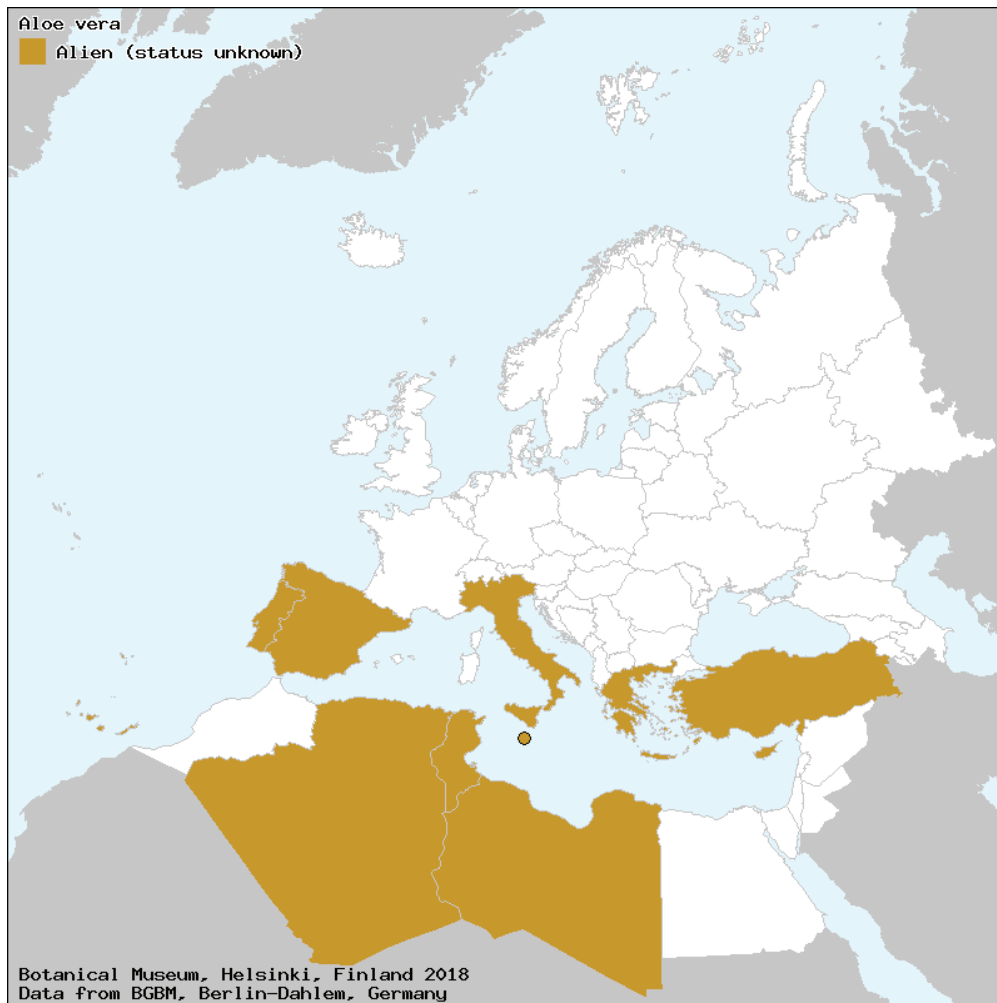 Aloe vera
Alien (status unknown)
Botanical Museum, Helsinki, Finland 2018
Data from BGBM, Berlin-Dahlem, Germany